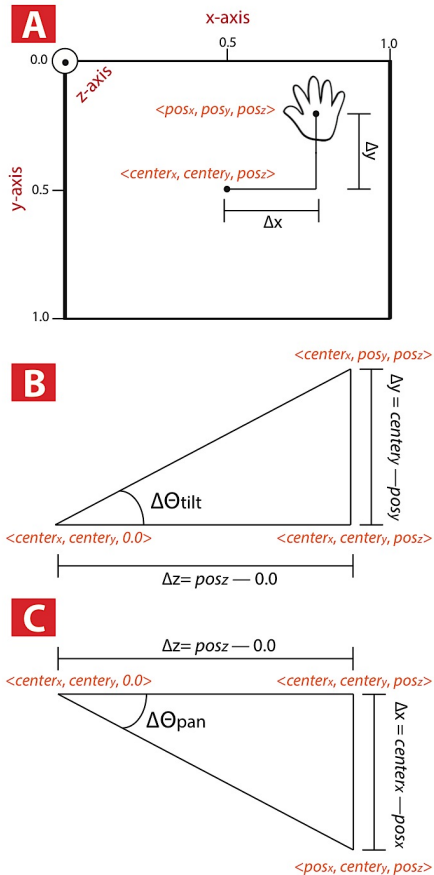 A
x-axis
0.5
1.0
0.0
z-axis
<posx, posy, posz>
<centerx, centery, posz>
Δy
y-axis
0.5
Δx
1.0
B
<centerx, posy, posz>
Δy = centery —posy
ΔΘtilt
<centerx, centery, 0.0>
<centerx, centery, posz>
Δz= posz — 0.0
C
Δz= posz — 0.0
<centerx, centery, 0.0>
<centerx, centery, posz>
ΔΘpan
Δx = centerx —posx
<posx, centery, posz>